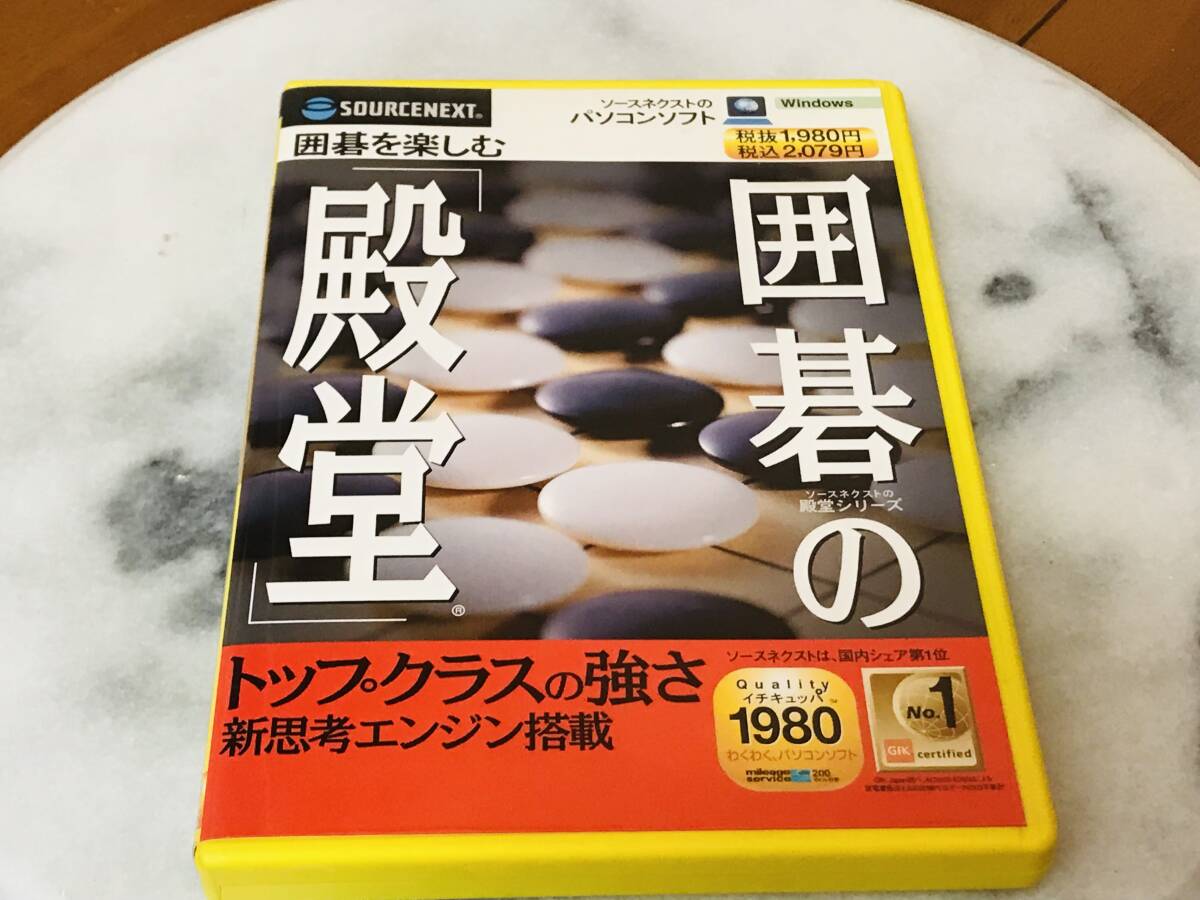 SOURCENEXT®
ソースネクストの
パソコンソフト
Windows
税抜1,980円
税込2,079円
囲碁を楽しむ
囲碁の
「殿堂」®
ソースネクストの
殿堂シリーズ
トップクラスの強さ
新思考エンジン搭載
ソースネクストは、国内シェア第1位
Quality
イチキュッパ™
1980
わくわく、パソコンソフト
mileage
service
200
No.1
GfK certified